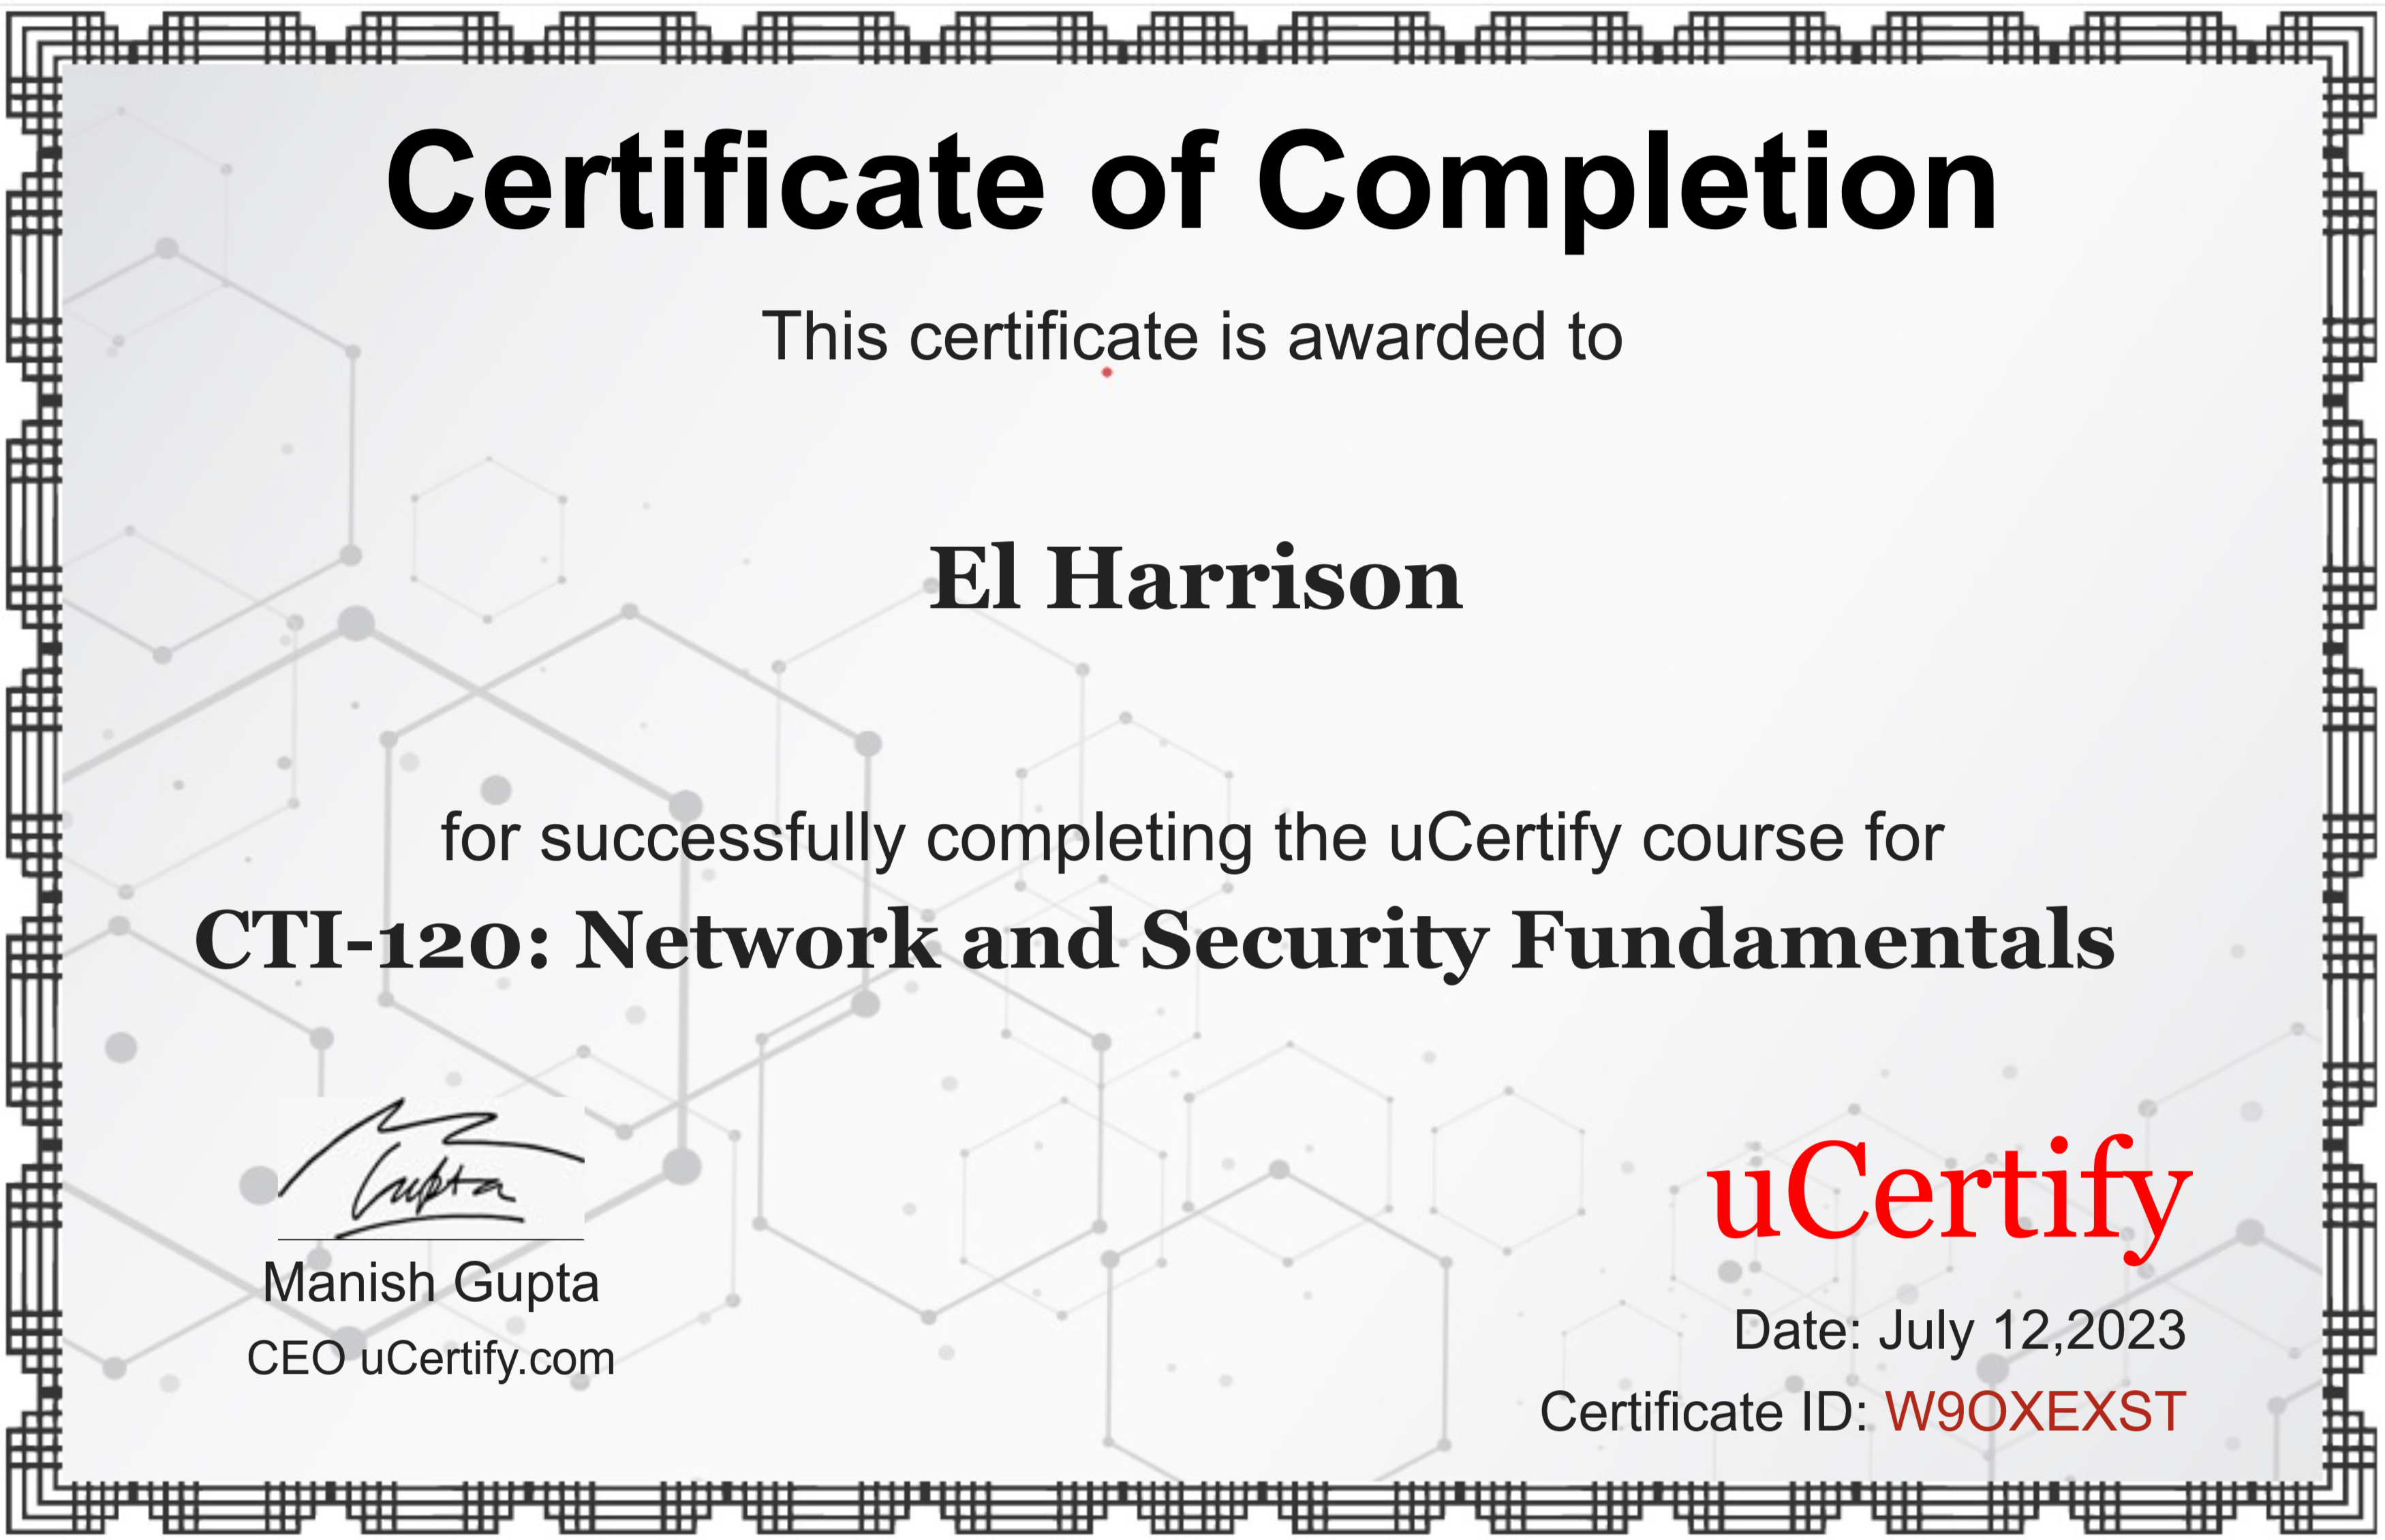 Certificate of Completion
This certificate is awarded to
El Harrison
for successfully completing the uCertify course for
CTI-120: Network and Security Fundamentals
Gupta
Manish Gupta
CEO uCertify.com
uCertify
Date: July 12,2023
Certificate ID: W9OXEXST